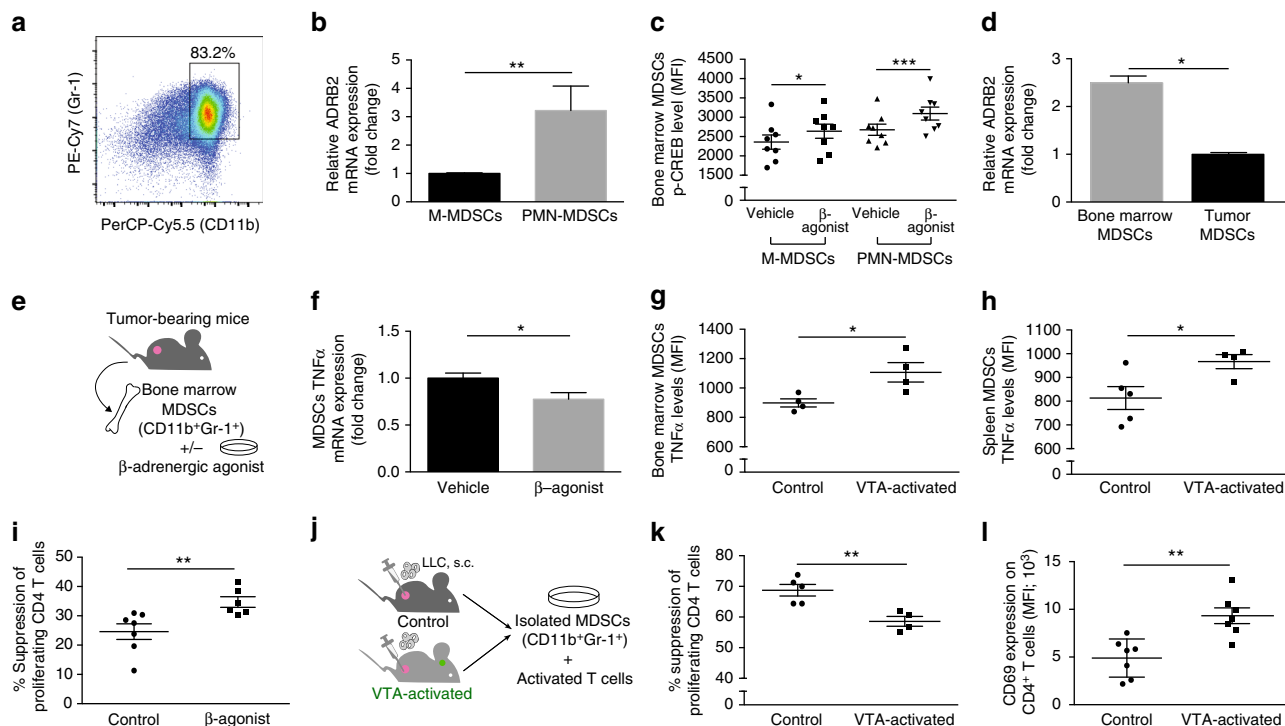 a
83.2%
PE-Cy7 (Gr-1)
PerCP-Cy5.5 (CD11b)
b
Relative ADRB2
mRNA expression
(fold change)
5
4
3
2
1
0
**
M-MDSCs
PMN-MDSCs
c
Bone marrow MDSCs
p-CREB level (MFI)
4500
4000
3500
3000
2500
2000
1500
0
*
***
Vehicle
β-
agonist
Vehicle
β-
agonist
M-MDSCs
PMN-MDSCs
d
Relative ADRB2
mRNA expression
(fold change)
3
2
1
0
*
Bone marrow
MDSCs
Tumor
MDSCs
e
Tumor-bearing mice
Bone marrow
MDSCs
(CD11b⁺Gr-1⁺)
+/–
β-adrenergic agonist
f
MDSCs TNFα
mRNA expression
(fold change)
1.5
1.0
0.5
0.0
*
Vehicle
β–agonist
g
Bone marrow MDSCs
TNFα levels (MFI)
1400
1200
1000
800
600
0
*
Control
VTA-activated
h
Spleen MDSCs
TNFα levels (MFI)
1100
1000
900
800
700
600
0
*
Control
VTA-activated
i
% Suppression of
proliferating CD4 T cells
50
40
30
20
10
0
**
Control
β-agonist
j
LLC, s.c.
Control
VTA-activated
Isolated MDSCs
(CD11b⁺Gr-1⁺)
+
Activated T cells
k
% suppression of
proliferating CD4 T cells
80
70
60
50
40
0
**
Control
VTA-activated
l
CD69 expression on
CD4⁺ T cells (MFI; 10³)
15
10
5
0
**
Control
VTA-activated